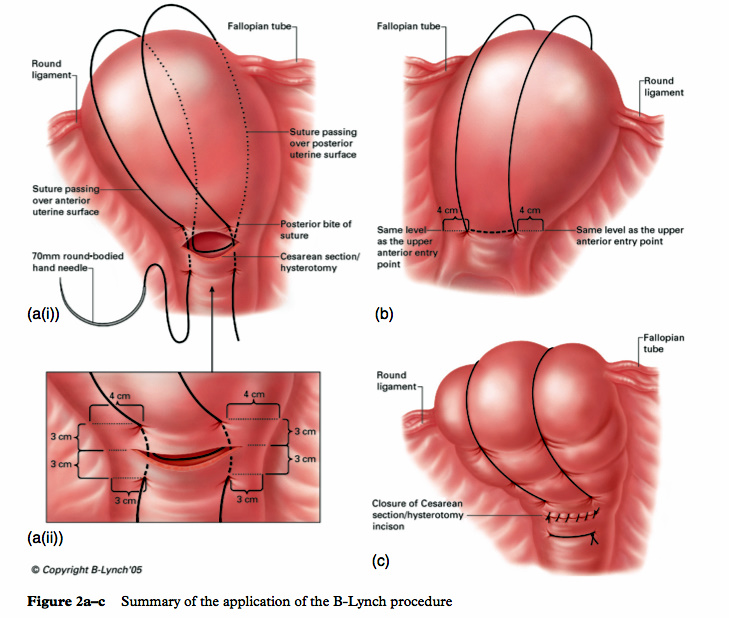 Fallopian tube
Round
ligament
Suture passing
over posterior
uterine surface
Suture passing
over anterior
uterine surface
Posterior bite of
suture
Cesarean section/
hysterotomy
70mm round-bodied
hand needle
(a(i))
Fallopian tube
Round
ligament
4 cm
4 cm
Same level
as the upper
anterior entry
point
Same level as the upper
anterior entry point
(b)
4 cm
4 cm
3 cm
3 cm
3 cm
3 cm
3 cm
3 cm
(a(ii))
Fallopian
tube
Round
ligament
Closure of Cesarean
section/hysterotomy
incison
(c)
© Copyright B-Lynch'05
Figure 2a–c Summary of the application of the B-Lynch procedure